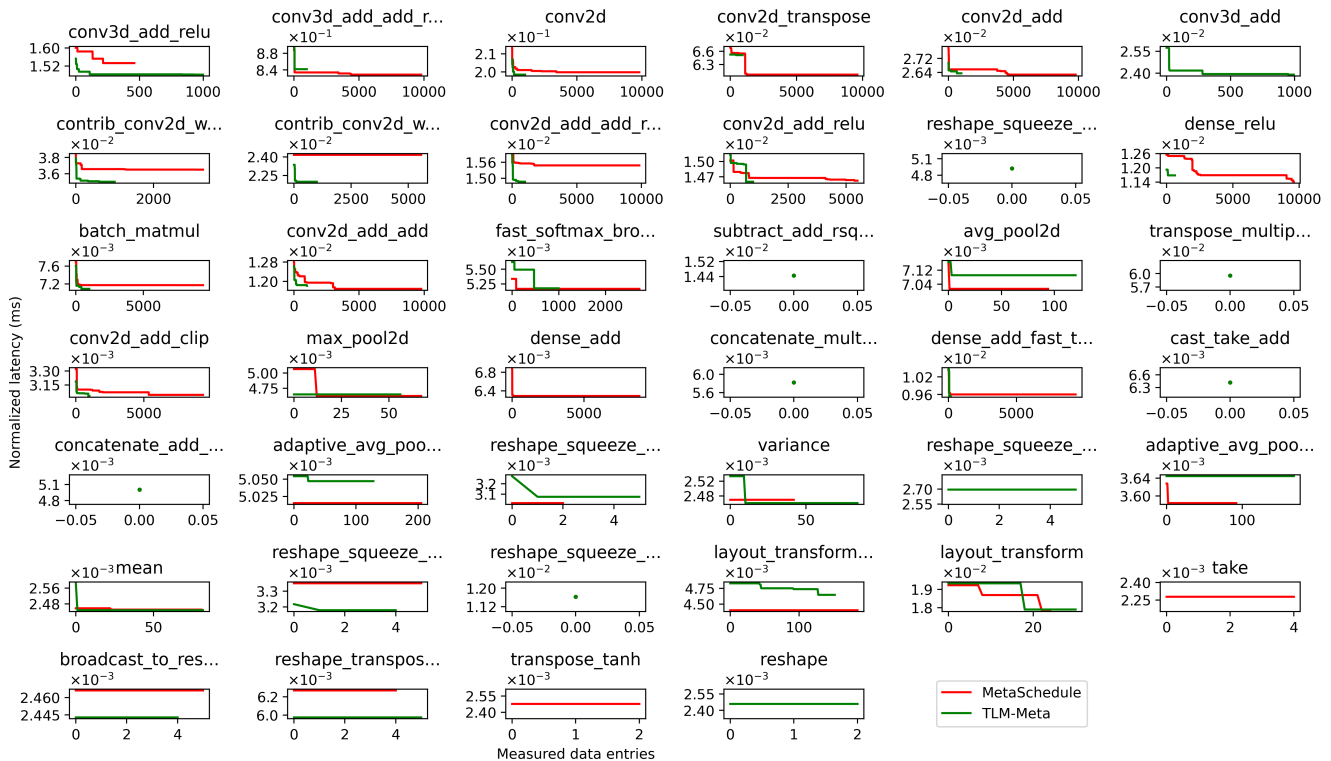 conv3d_add_relu
1.60
1.52
0 500 1000
conv3d_add_add_r...
×10⁻¹
8.8
8.4
0 5000 10000
conv2d
×10⁻¹
2.1
2.0
0 5000 10000
conv2d_transpose
×10⁻²
6.6
6.3
0 5000 10000
conv2d_add
×10⁻²
2.72
2.64
0 5000 10000
conv3d_add
2.55
2.40
0 500 1000
contrib_conv2d_w...
×10⁻²
3.8
3.6
0 2000
contrib_conv2d_w...
×10⁻²
2.40
2.25
0 2500 5000
conv2d_add_add_r...
×10⁻²
1.56
1.50
0 5000 10000
conv2d_add_relu
×10⁻²
1.50
1.47
0 2500 5000
reshape_squeeze_...
×10⁻³
5.1
4.8
−0.05 0.00 0.05
dense_relu
×10⁻²
1.26
1.20
1.14
0 5000 10000
batch_matmul
×10⁻³
7.6
7.2
0 5000
conv2d_add_add
×10⁻²
1.28
1.20
0 5000 10000
fast_softmax_bro...
×10⁻³
5.50
5.25
0 1000 2000
subtract_add_rsq...
×10⁻²
1.52
1.44
−0.05 0.00 0.05
avg_pool2d
×10⁻³
7.12
7.04
0 50 100
transpose_multip...
×10⁻²
6.0
5.7
−0.05 0.00 0.05
Normalized latency (ms)
conv2d_add_clip
×10⁻³
3.30
3.15
0 5000
max_pool2d
×10⁻³
5.00
4.75
0 25 50
dense_add
×10⁻³
6.8
6.4
0 5000
concatenate_mult...
×10⁻³
6.0
5.6
−0.05 0.00 0.05
dense_add_fast_t...
×10⁻²
1.02
0.96
0 5000
cast_take_add
×10⁻³
6.6
6.3
−0.05 0.00 0.05
concatenate_add_...
×10⁻³
5.1
4.8
−0.05 0.00 0.05
adaptive_avg_poo...
×10⁻³
5.050
5.025
0 100 200
reshape_squeeze_...
×10⁻³
3.2
3.1
0 2 4
variance
×10⁻³
2.52
2.48
0 50
reshape_squeeze_...
×10⁻³
2.70
2.55
0 2 4
adaptive_avg_poo...
×10⁻³
3.64
3.60
0 100
mean
×10⁻³
2.56
2.48
0 50
reshape_squeeze_...
×10⁻³
3.3
3.2
0 2 4
reshape_squeeze_...
×10⁻²
1.20
1.12
−0.05 0.00 0.05
layout_transform...
×10⁻³
4.75
4.50
0 100
layout_transform
×10⁻²
1.9
1.8
0 20
take
×10⁻³
2.40
2.25
0 2 4
broadcast_to_res...
×10⁻³
2.460
2.445
0 2 4
reshape_transpos...
×10⁻³
6.2
6.0
0 2 4
transpose_tanh
×10⁻³
2.55
2.40
0 1 2
reshape
×10⁻³
2.55
2.40
0 1 2
MetaSchedule
TLM-Meta
Measured data entries